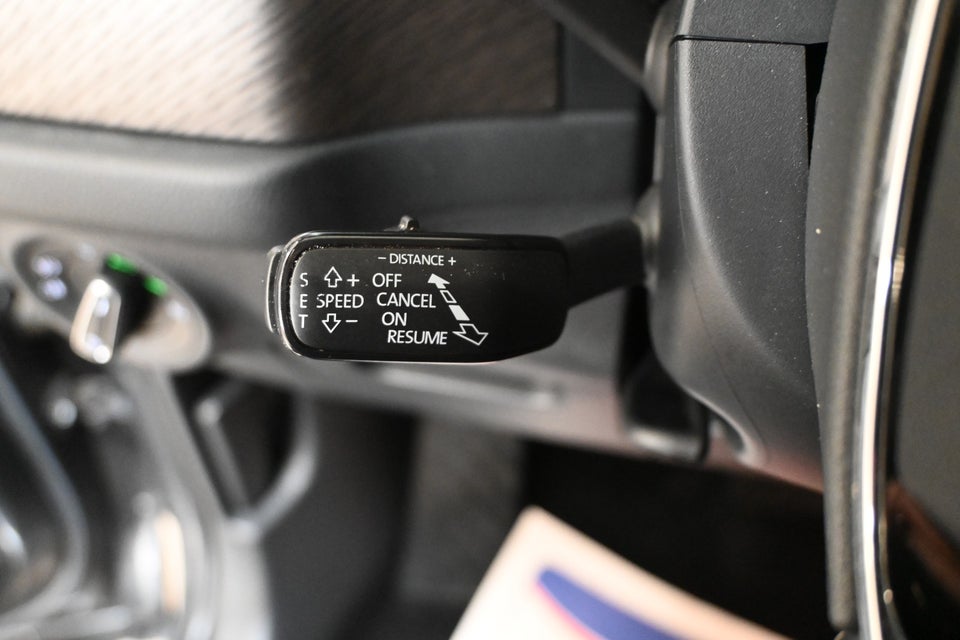 - DISTANCE +
S + OFF
E SPEED CANCEL
T - ON
RESUME